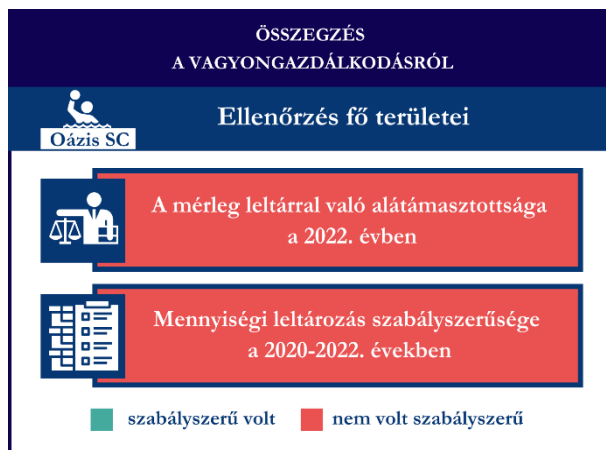 ÖSSZEGZÉS
A VAGYONGAZDÁLKODÁSRÓL
Oázis SC
Ellenőrzés fő területei
A mérleg leltárral való alátámasztottsága
a 2022. évben
Mennyiségi leltározás szabályszerűsége
a 2020-2022. években
szabályszerű volt
nem volt szabályszerű